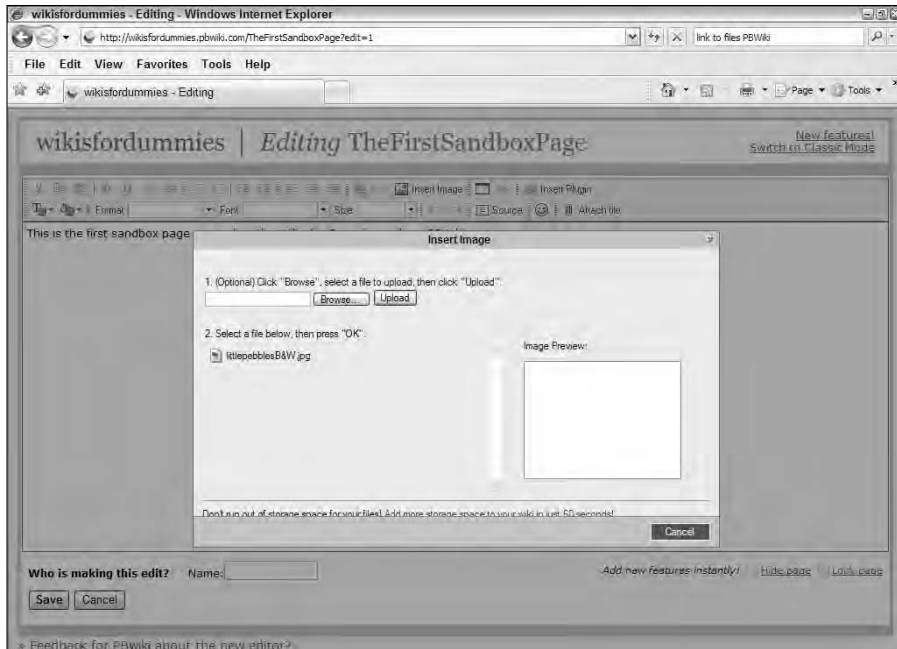 wikisfordummies - Editing - Windows Internet Explorer
http://wikisfordummies.pbwiki.com/TheFirstSandboxPage?edit=1
link to files PBWiki
File Edit View Favorites Tools Help
wikisfordummies - Editing
Page Tools
wikisfordummies | Editing TheFirstSandboxPage
New features!
Switch to Classic Mode
Insert Image Insert Plugin
Format Font Size Source Attach file
This is the first sandbox page
Insert Image
1. (Optional) Click "Browse", select a file to upload, then click "Upload":
Browse... Upload
2. Select a file below, then press "OK":
littlepebblesB&W.jpg
Image Preview:
Don't run out of storage space for your files! Add more storage space to your wiki in just 60 seconds!
Cancel
Who is making this edit? Name:
Add new features instantly! Hide page Lock page
Save Cancel
» Feedback for PBwiki about the new editor?